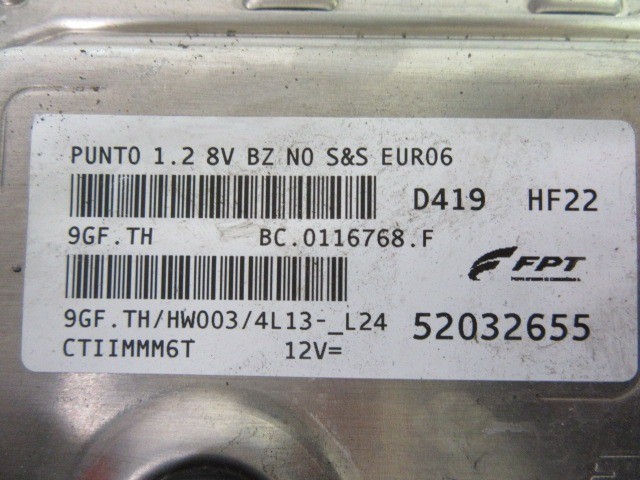 PUNTO 1.2 8V BZ NO S&S EURO6
D419 HF22
9GF.TH BC.0116768.F
FPT
9GF.TH/HW003/4L13-_L24 52032655
CTIIMMM6T 12V=